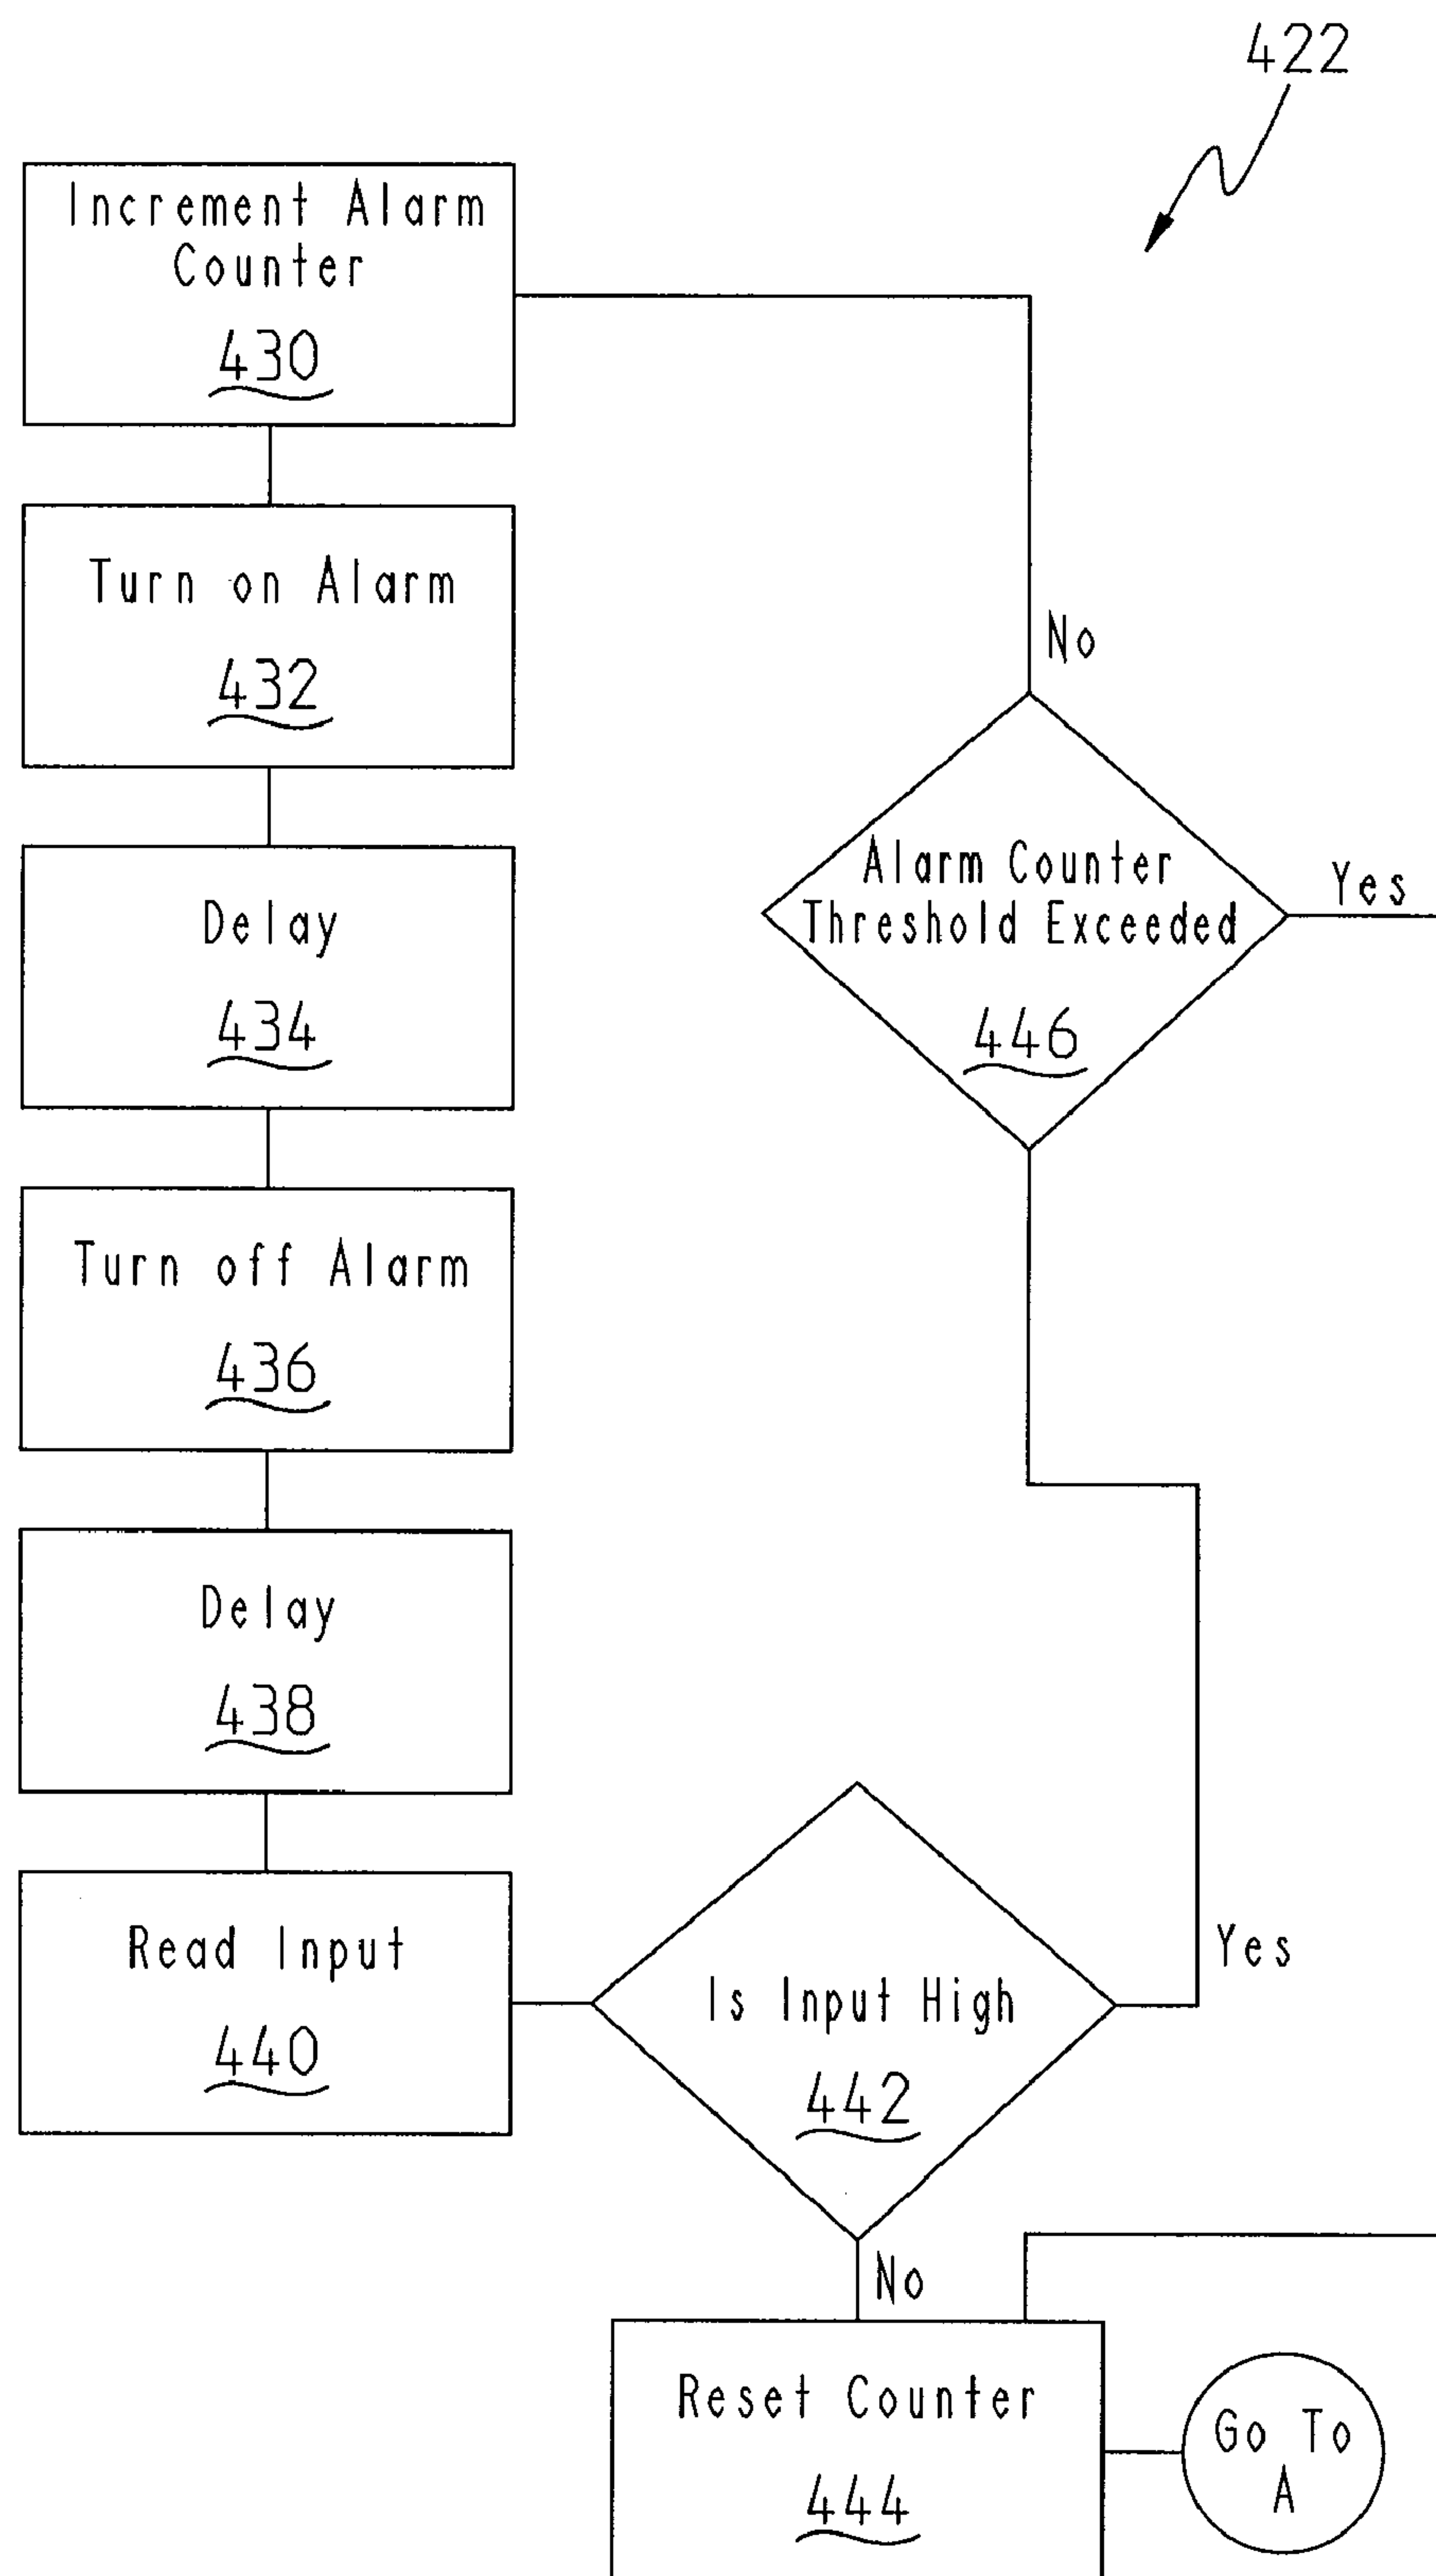 422
Increment Alarm
Counter
430
Turn on Alarm
432
Delay
434
Turn off Alarm
436
Delay
438
Read Input
440
No
Alarm Counter
Threshold Exceeded
446
Yes
Yes
Is Input High
442
No
Reset Counter
444
Go To
A